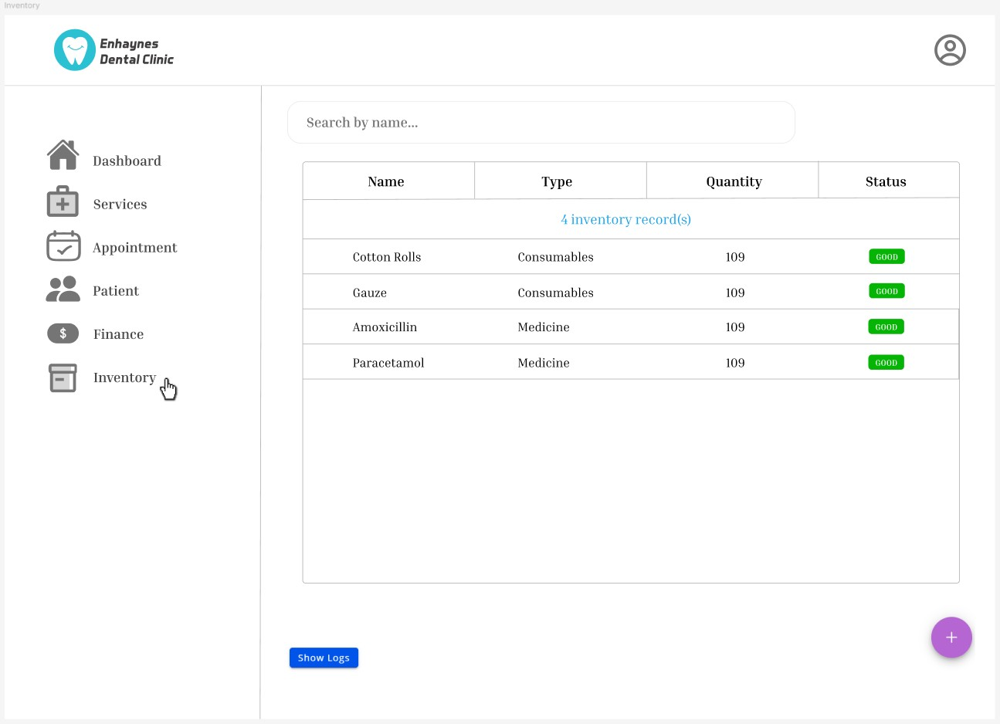 Inventory
Enhaynes
Dental Clinic
Search by name...
Dashboard
Services
Appointment
Patient
$
Finance
Inventory
Name Type Quantity Status
4 inventory record(s)
Cotton Rolls Consumables 109 GOOD
Gauze Consumables 109 GOOD
Amoxicillin Medicine 109 GOOD
Paracetamol Medicine 109 GOOD
+
Show Logs